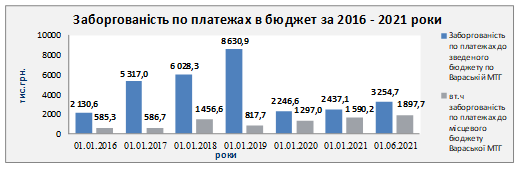 Заборгованість по платежах в бюджет за 2016 - 2021 роки
тис.грн.
10000
8000
6000
4000
2000
0
2 130,6
585,3
5 317,0
586,7
6 028,3
1456,6
8 630,9
817,7
2 246,6
1 297,0
2 437,1
1 590,2
3 254,7
1 897,7
01.01.2016
01.01.2017
01.01.2018
01.01.2019
01.01.2020
01.01.2021
01.06.2021
роки
Заборгованість
по платежах до
зведеного
бюджету по
Вараській МТГ
вт.ч
заборгованість
по платежах до
місцевого
бюджету
Вараської МТГ